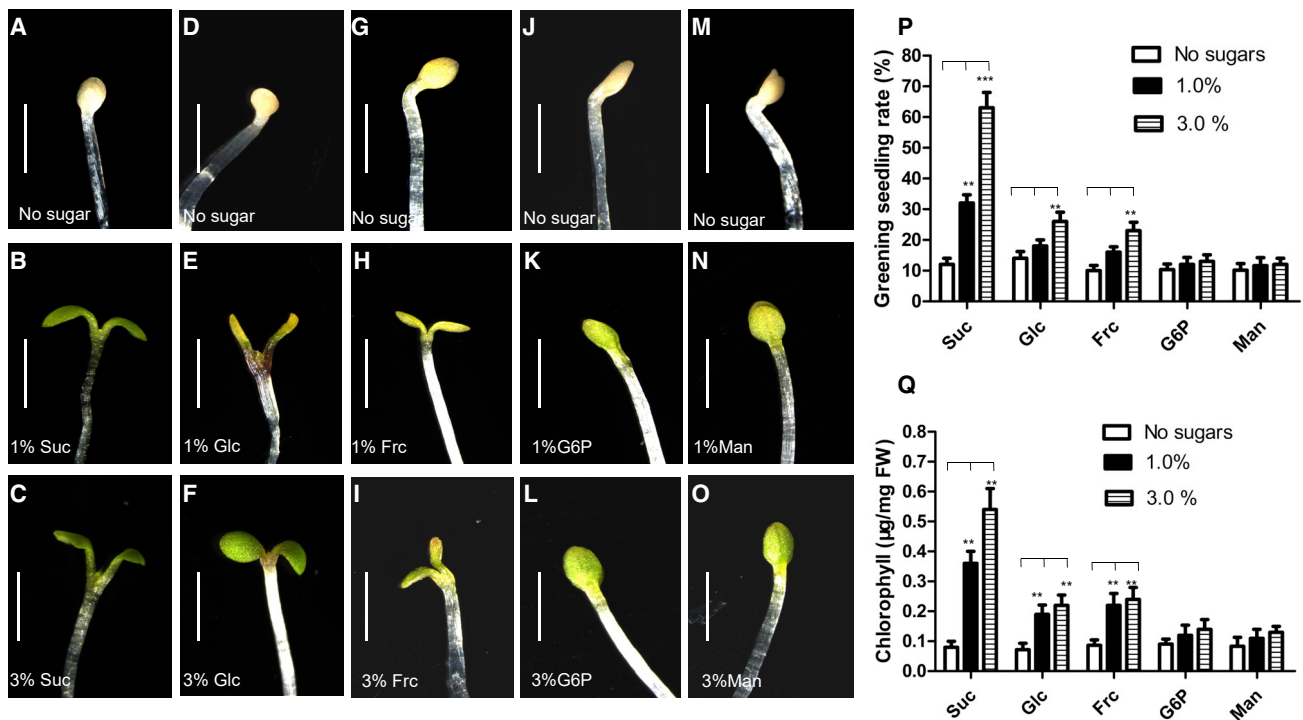 A
D
G
J
M
No sugar
No sugar
No sugar
No sugar
No sugar
B
E
H
K
N
1% Suc
1% Glc
1% Frc
1%G6P
1%Man
C
F
I
L
O
3% Suc
3% Glc
3% Frc
3%G6P
3%Man
P
Greening seedling rate (%)
80
70
60
50
40
30
20
10
0
No sugars
1.0%
3.0 %
**
***
**
**
Suc
Glc
Frc
G6P
Man
Q
Chlorophyll (µg/mg FW)
0.8
0.7
0.6
0.5
0.4
0.3
0.2
0.1
0.0
No sugars
1.0%
3.0 %
**
**
**
**
**
**
Suc
Glc
Frc
G6P
Man